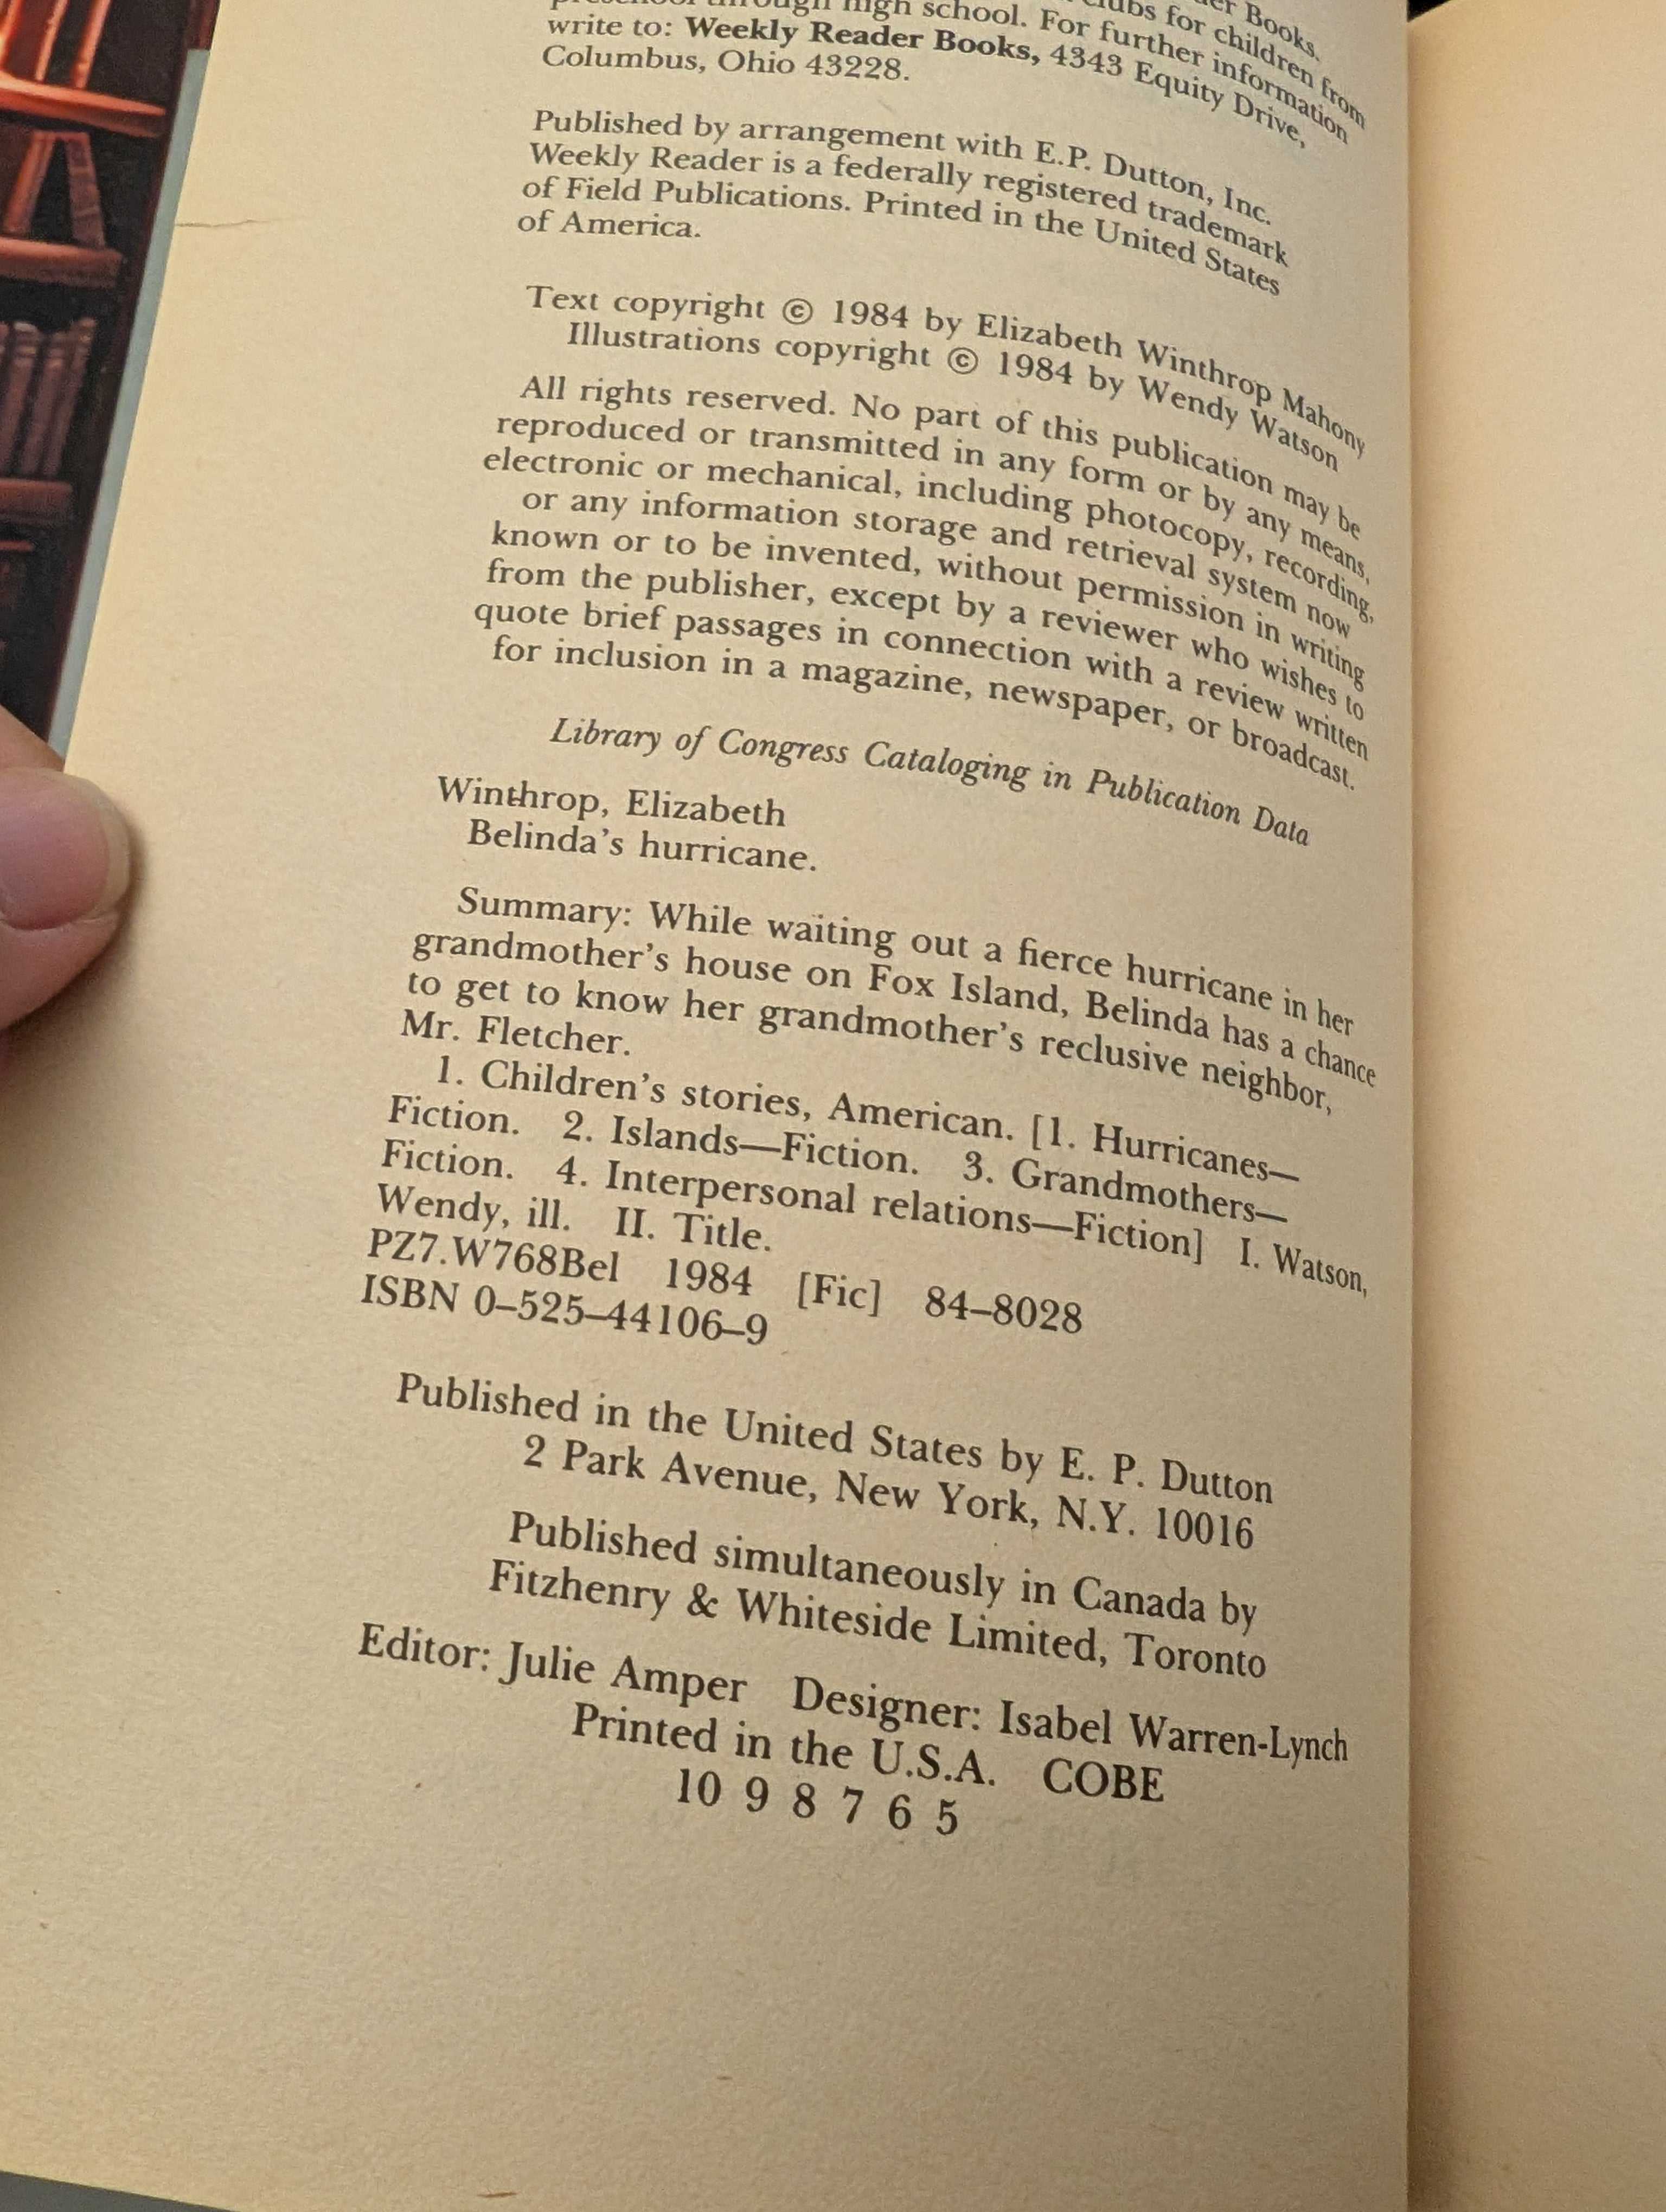 er Books.
clubs for children from
preschool through high school. For further information
write to: Weekly Reader Books, 4343 Equity Drive,
Columbus, Ohio 43228.
Published by arrangement with E.P. Dutton, Inc.
Weekly Reader is a federally registered trademark
of Field Publications. Printed in the United States
of America.
Text copyright © 1984 by Elizabeth Winthrop Mahony
Illustrations copyright © 1984 by Wendy Watson
All rights reserved. No part of this publication may be
reproduced or transmitted in any form or by any means,
electronic or mechanical, including photocopy, recording,
or any information storage and retrieval system now
known or to be invented, without permission in writing
from the publisher, except by a reviewer who wishes to
quote brief passages in connection with a review written
for inclusion in a magazine, newspaper, or broadcast.
Library of Congress Cataloging in Publication Data
Winthrop, Elizabeth
Belinda's hurricane.
Summary: While waiting out a fierce hurricane in her
grandmother's house on Fox Island, Belinda has a chance
to get to know her grandmother's reclusive neighbor,
Mr. Fletcher.
1. Children's stories, American. [1. Hurricanes—
Fiction. 2. Islands—Fiction. 3. Grandmothers—
Fiction. 4. Interpersonal relations—Fiction] I. Watson,
Wendy, ill. II. Title.
PZ7.W768Bel 1984 [Fic] 84–8028
ISBN 0–525–44106–9
Published in the United States by E. P. Dutton
2 Park Avenue, New York, N.Y. 10016
Published simultaneously in Canada by
Fitzhenry & Whiteside Limited, Toronto
Editor: Julie Amper Designer: Isabel Warren-Lynch
Printed in the U.S.A. COBE
10 9 8 7 6 5